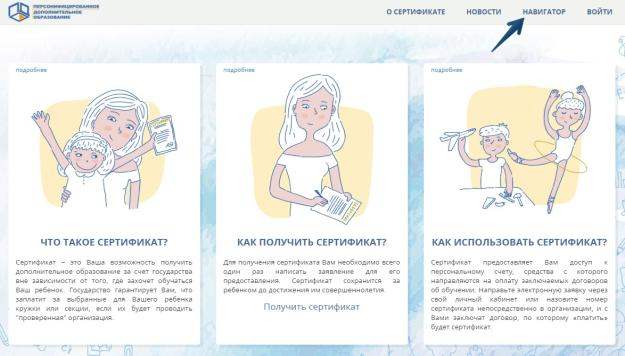 ПЕРСОНИФИЦИРОВАННОЕ
ДОПОЛНИТЕЛЬНОЕ
ОБРАЗОВАНИЕ
О СЕРТИФИКАТЕ НОВОСТИ НАВИГАТОР ВОЙТИ
подробнее
ЧТО ТАКОЕ СЕРТИФИКАТ?
Сертификат – это Ваша возможность получить
дополнительное образование за счет государства
вне зависимости от того, где захочет обучаться
Ваш ребенок. Государство гарантирует Вам, что
заплатит за выбранные для Вашего ребенка
кружки или секции, если их будет проводить
"проверенная" организация.
подробнее
КАК ПОЛУЧИТЬ СЕРТИФИКАТ?
Для получения сертификата Вам необходимо всего
один раз написать заявление для его
предоставления. Сертификат сохранится за
ребенком до достижения им совершеннолетия.
Получить сертификат
подробнее
КАК ИСПОЛЬЗОВАТЬ СЕРТИФИКАТ?
Сертификат предоставляет Вам доступ к
персональному счету, средства с которого
направляются на оплату заключаемых договоров
об обучении. Направьте электронную заявку через
свой личный кабинет или назовите номер
сертификата непосредственно в организации, и с
Вами заключат договор, по которому «платить»
будет сертификат.